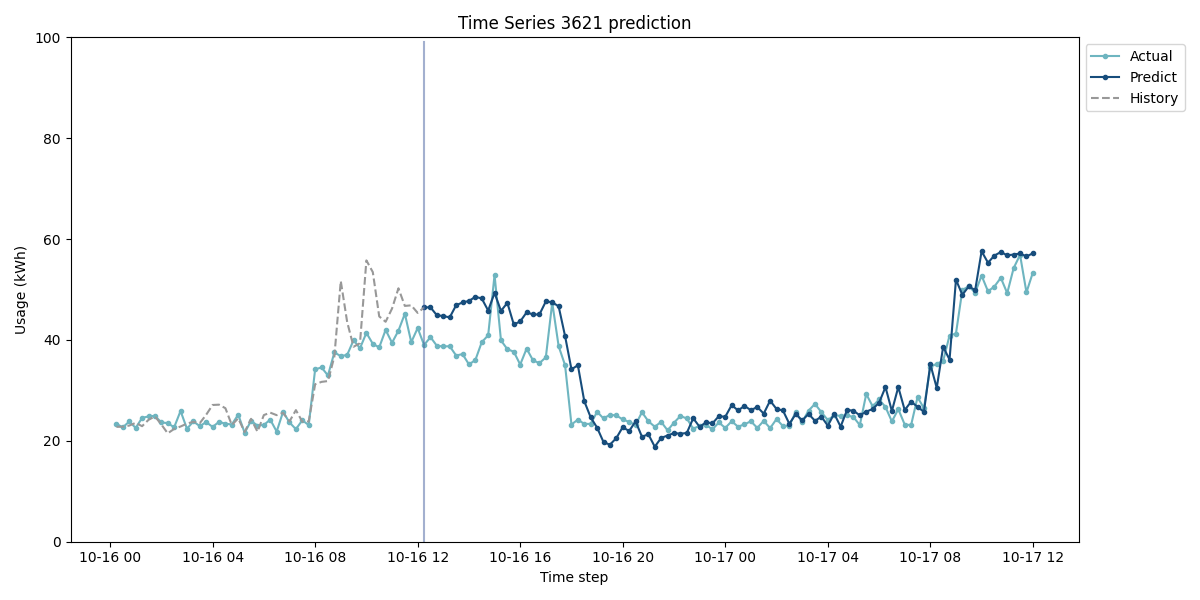 Time Series 3621 prediction
100
80
60
40
20
0
Usage (kWh)
10-16 00
10-16 04
10-16 08
10-16 12
10-16 16
10-16 20
10-17 00
10-17 04
10-17 08
10-17 12
Time step
Actual
Predict
History